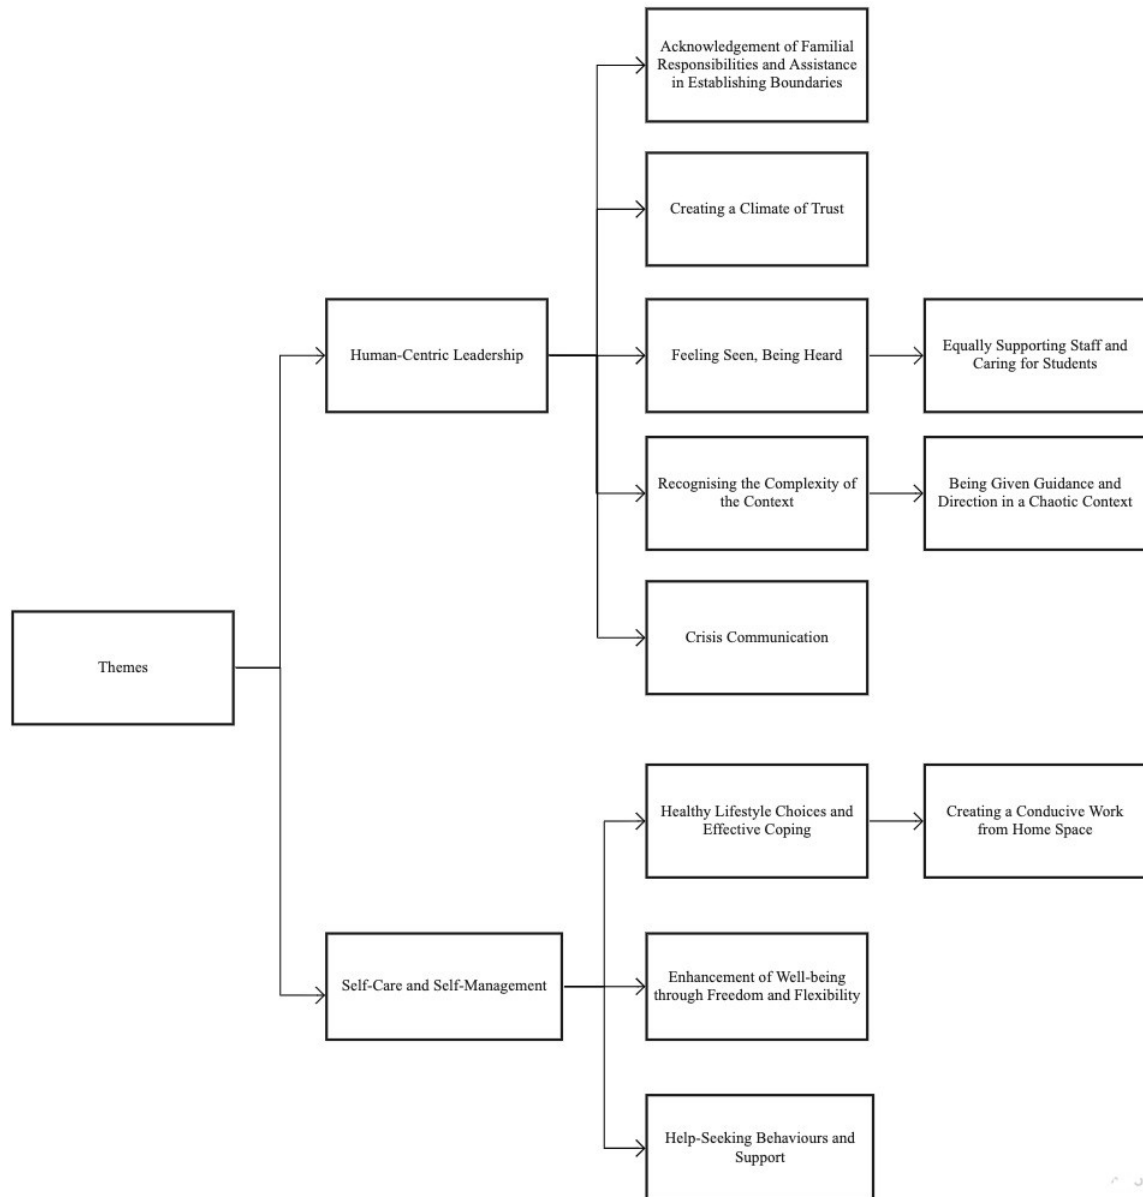 Acknowledgement of Familial
Responsibilities and Assistance
in Establishing Boundaries
Creating a Climate of Trust
Human-Centric Leadership
Feeling Seen, Being Heard
Equally Supporting Staff and
Caring for Students
Recognising the Complexity of
the Context
Being Given Guidance and
Direction in a Chaotic Context
Crisis Communication
Themes
Healthy Lifestyle Choices and
Effective Coping
Creating a Conducive Work
from Home Space
Self-Care and Self-Management
Enhancement of Well-being
through Freedom and Flexibility
Help-Seeking Behaviours and
Support